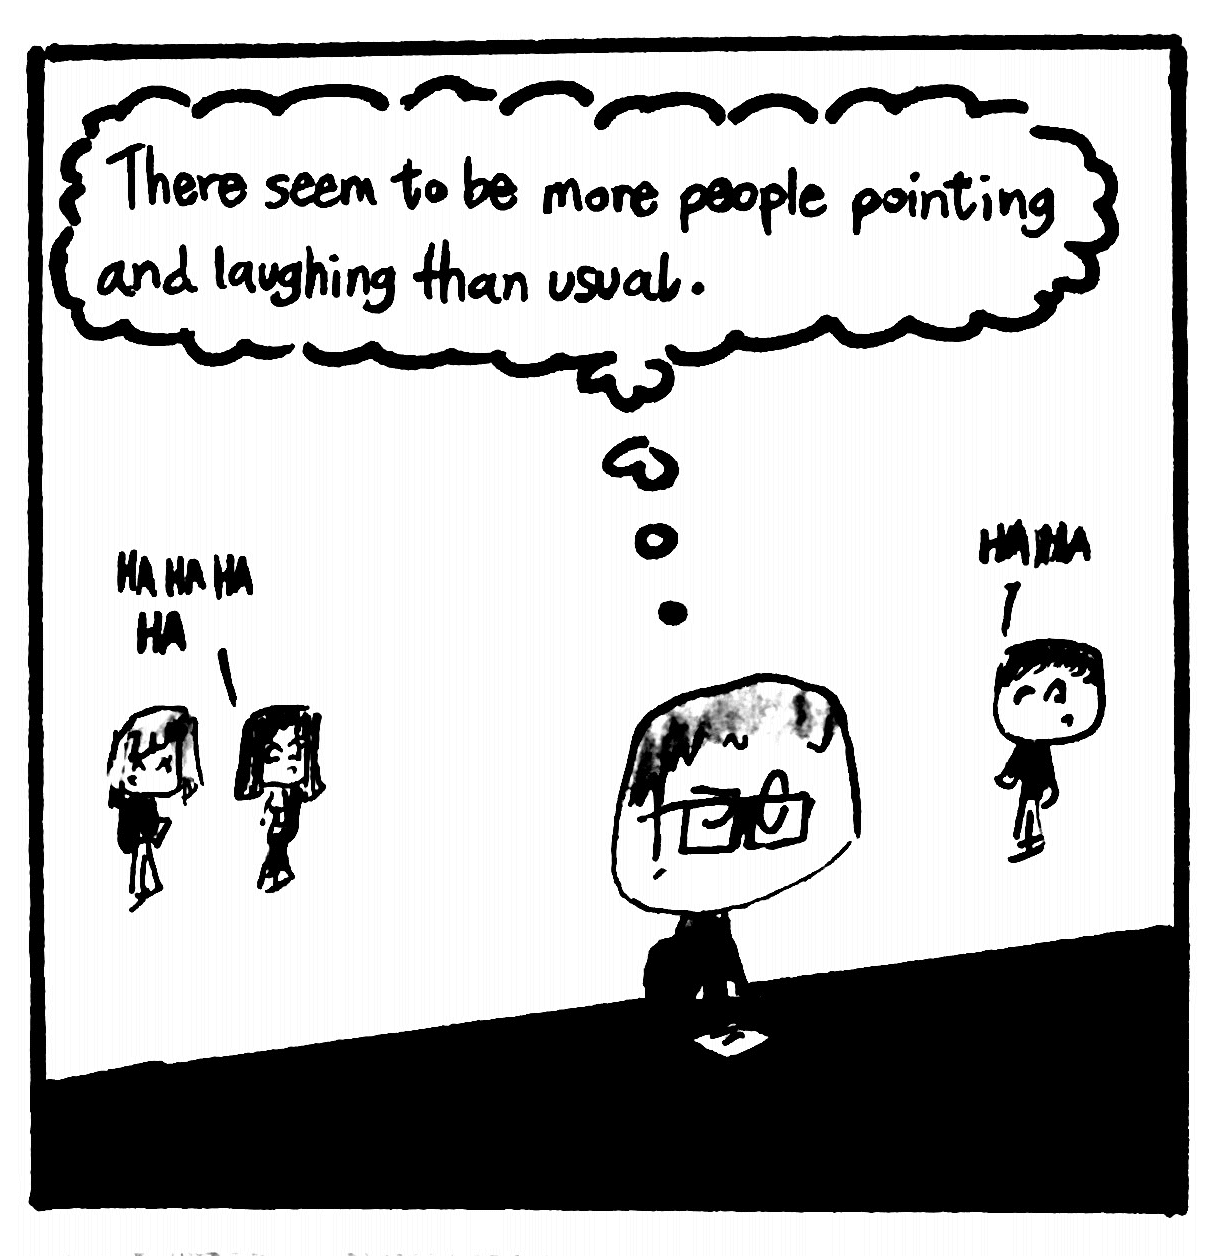 There seem to be more people pointing
and laughing than usual.
HA HA HA
HA
HA HA